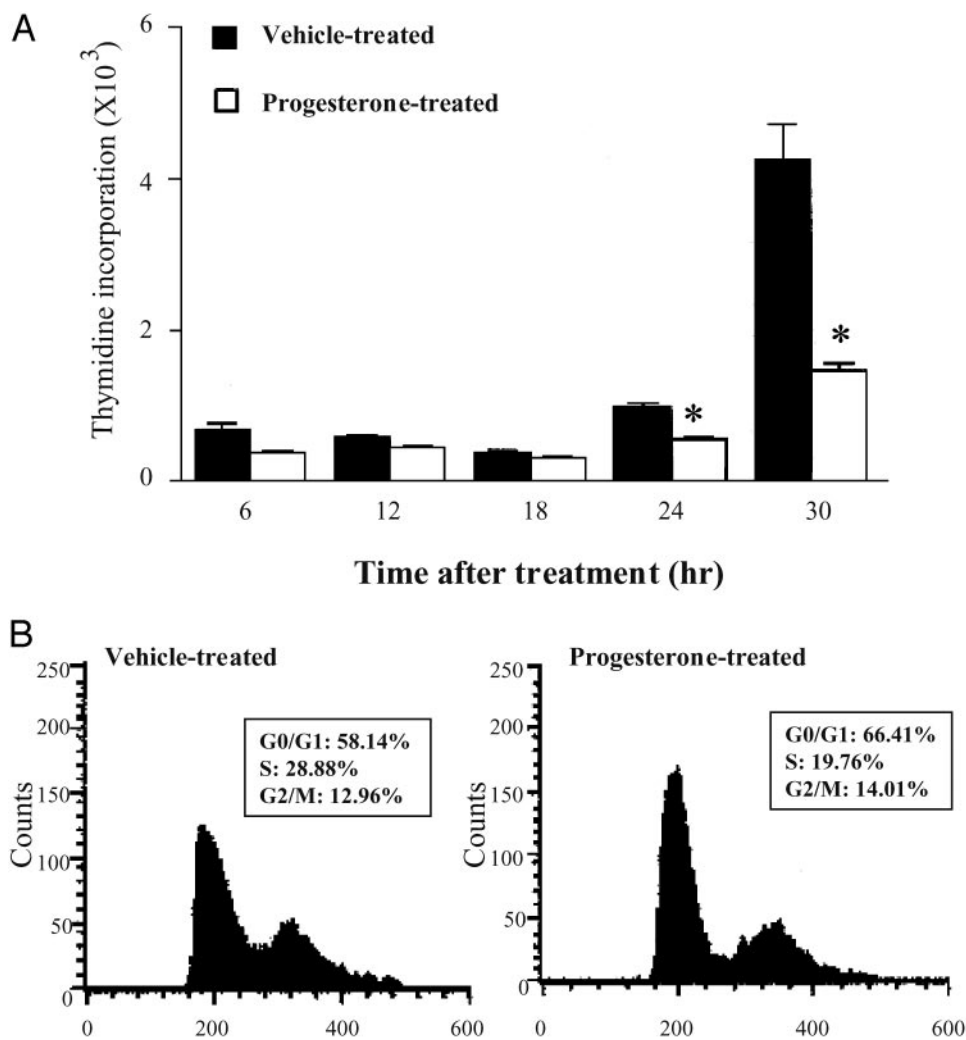 A
Thymidine incorporation (X10³)
6
4
2
0
Vehicle-treated
Progesterone-treated
*
*
6 12 18 24 30
Time after treatment (hr)
B
Vehicle-treated
Counts
250
200
150
100
50
0
G0/G1: 58.14%
S: 28.88%
G2/M: 12.96%
0 200 400 600
Progesterone-treated
Counts
250
200
150
100
50
0
G0/G1: 66.41%
S: 19.76%
G2/M: 14.01%
0 200 400 600